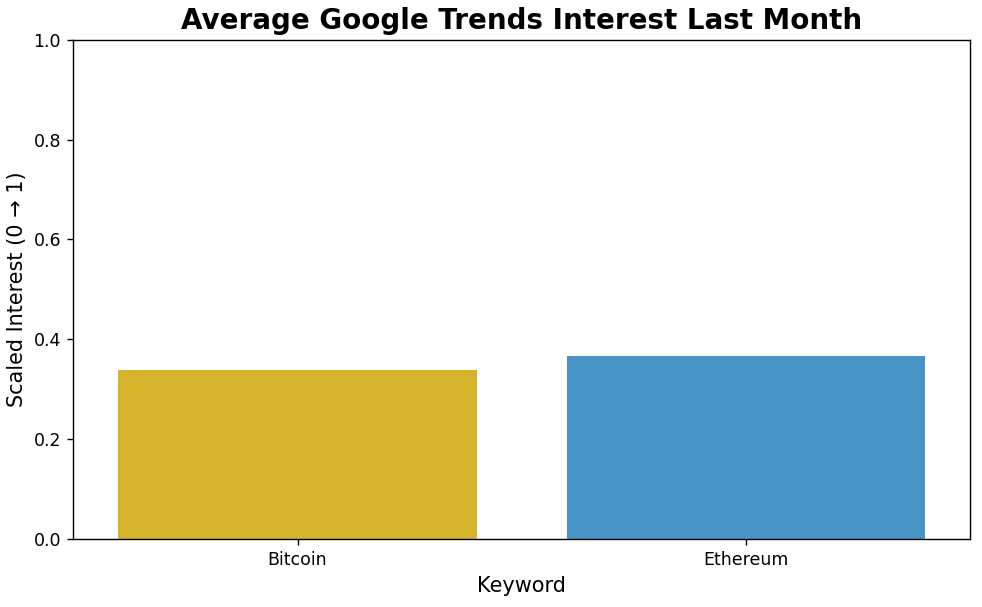 Average Google Trends Interest Last Month
Scaled Interest (0 → 1)
1.0
0.8
0.6
0.4
0.2
0.0
Bitcoin
Ethereum
Keyword